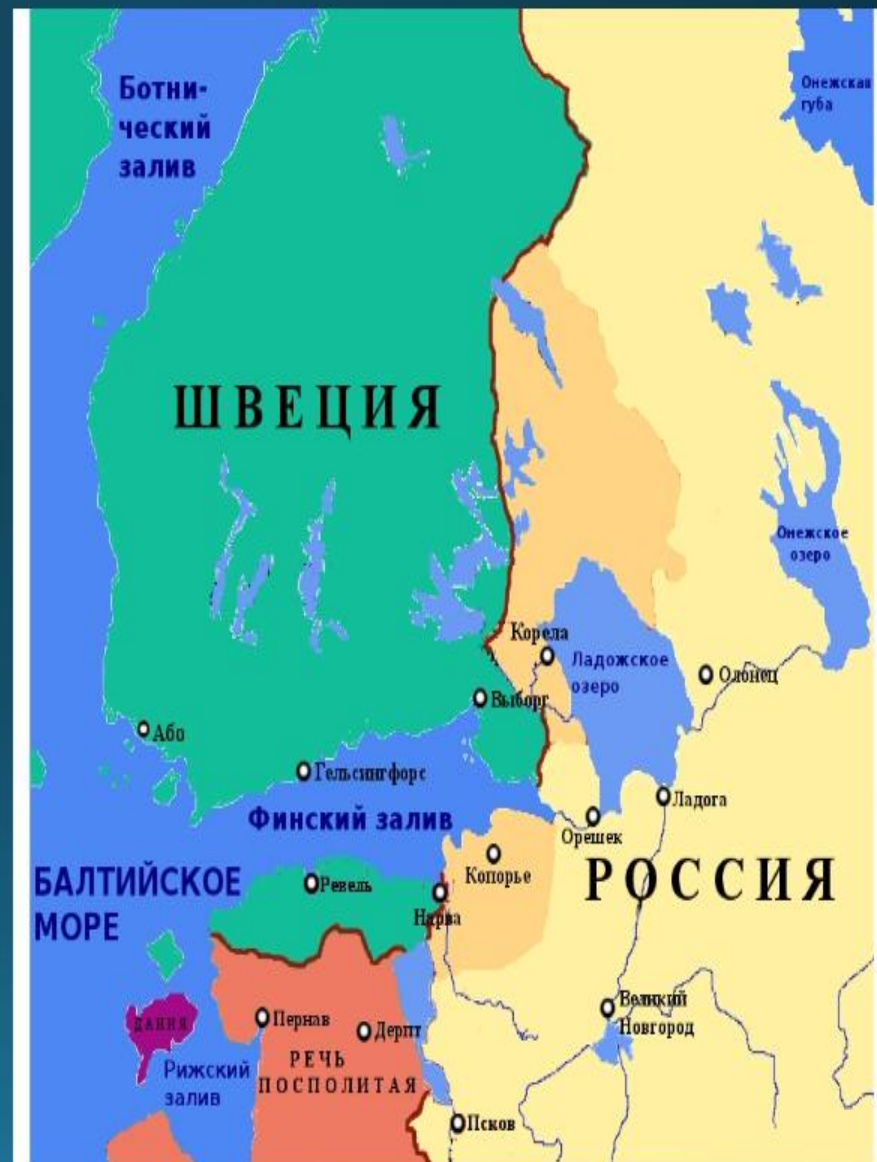 Ботни-
ческий
залив
Онежская
губа
ШВЕЦИЯ
Онежское
озеро
Корела
Ладожское
озеро
Олонец
Выборг
Або
Гельсингфорс
Ладога
Финский залив
Орешек
Копорье
РОССИЯ
БАЛТИЙСКОЕ
МОРЕ
Ревель
Нарва
Великий
Новгород
ДАНИЯ
Пернав
Дерпт
РЕЧЬ
ПОСПОЛИТАЯ
Рижский
залив
Псков